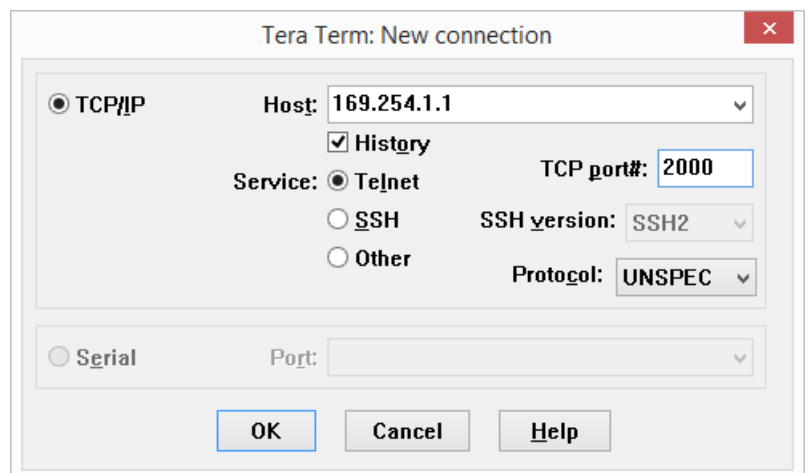 Tera Term: New connection
TCP/IP Host: 169.254.1.1
History
Service: Telnet TCP port#: 2000
SSH SSH version: SSH2
Other Protocol: UNSPEC
Serial Port:
OK Cancel Help